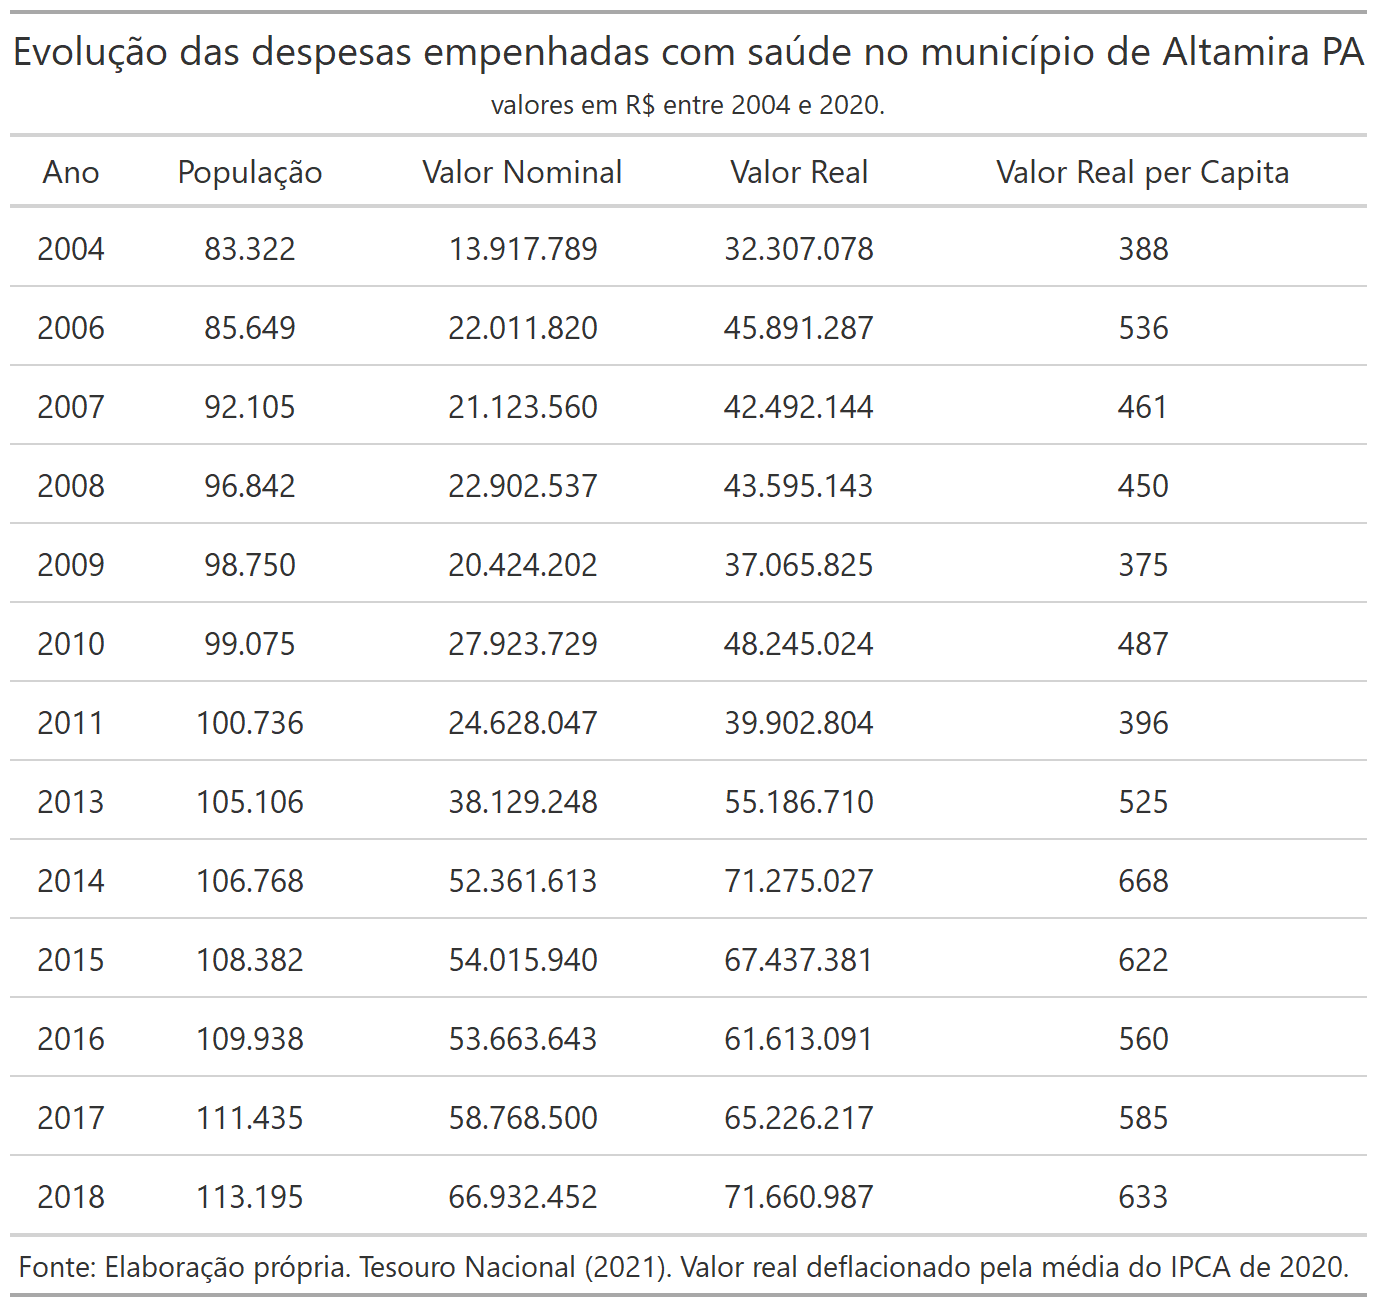 Evolução das despesas empenhadas com saúde no município de Altamira PA
valores em R$ entre 2004 e 2020.
Ano População Valor Nominal Valor Real Valor Real per Capita
2004 83.322 13.917.789 32.307.078 388
2006 85.649 22.011.820 45.891.287 536
2007 92.105 21.123.560 42.492.144 461
2008 96.842 22.902.537 43.595.143 450
2009 98.750 20.424.202 37.065.825 375
2010 99.075 27.923.729 48.245.024 487
2011 100.736 24.628.047 39.902.804 396
2013 105.106 38.129.248 55.186.710 525
2014 106.768 52.361.613 71.275.027 668
2015 108.382 54.015.940 67.437.381 622
2016 109.938 53.663.643 61.613.091 560
2017 111.435 58.768.500 65.226.217 585
2018 113.195 66.932.452 71.660.987 633
Fonte: Elaboração própria. Tesouro Nacional (2021). Valor real deflacionado pela média do IPCA de 2020.